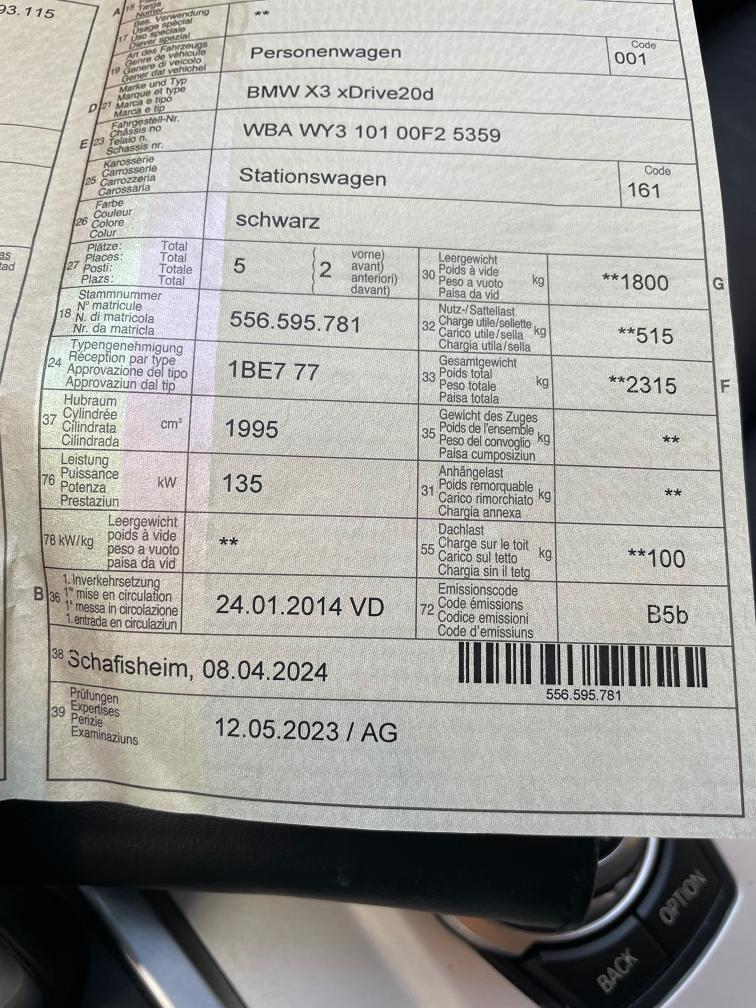 93.115
A
15 Targa
Numer
**
17
Bes. Verwendung
Usage spécial
Uso speciale
Diever spezial
19
Art des Fahrzeugs
Genre de véhicule
Genere di veicolo
Gener dal vehichel
Personenwagen
Code
001
D 21
Marke und Typ
Marque et type
Marca e tipo
Marca e tip
BMW X3 xDrive20d
E 23
Fahrgestell-Nr.
Châssis no
Telaio n.
Schassis nr.
WBA WY3 101 00F2 5359
25
Karosserie
Carrosserie
Carrozzeria
Carossaria
Stationswagen
Code
161
26
Farbe
Couleur
Colore
Colur
schwarz
27
Plätze: Total
Places: Total
Posti: Totale
Plazs: Total
5
2
vorne)
avant)
anteriori)
davant)
30
Leergewicht
Poids à vide
Peso a vuoto
Paisa da vid
kg
**1800
G
18
Stammnummer
N° matricule
N. di matricola
Nr. da matricla
556.595.781
32
Nutz-/Sattellast
Charge utile/sellette
Carico utile/sella
Chargia utila/sella
kg
**515
24
Typengenehmigung
Réception par type
Approvazione del tipo
Approvaziun dal tip
1BE7 77
33
Gesamtgewicht
Poids total
Peso totale
Paisa totala
kg
**2315
F
37
Hubraum
Cylindrée
Cilindrata
Cilindrada
cm³
1995
35
Gewicht des Zuges
Poids de l'ensemble
Peso del convoglio
Paisa cumposiziun
kg
**
76
Leistung
Puissance
Potenza
Prestaziun
kW
135
31
Anhängelast
Poids remorquable
Carico rimorchiato
Chargia annexa
kg
**
78 kW/kg
Leergewicht
poids à vide
peso a vuoto
paisa da vid
**
55
Dachlast
Charge sur le toit
Carico sul tetto
Chargia sin il tetg
kg
**100
B 36
1. Inverkehrsetzung
1re mise en circulation
1a messa in circolazione
1. entrada en circulaziun
24.01.2014 VD
72
Emissionscode
Code émissions
Codice emissioni
Code d'emissiuns
B5b
38 Schafisheim, 08.04.2024
556.595.781
39
Prüfungen
Expertises
Perizie
Examinaziuns
12.05.2023 / AG
BACK
OPTION